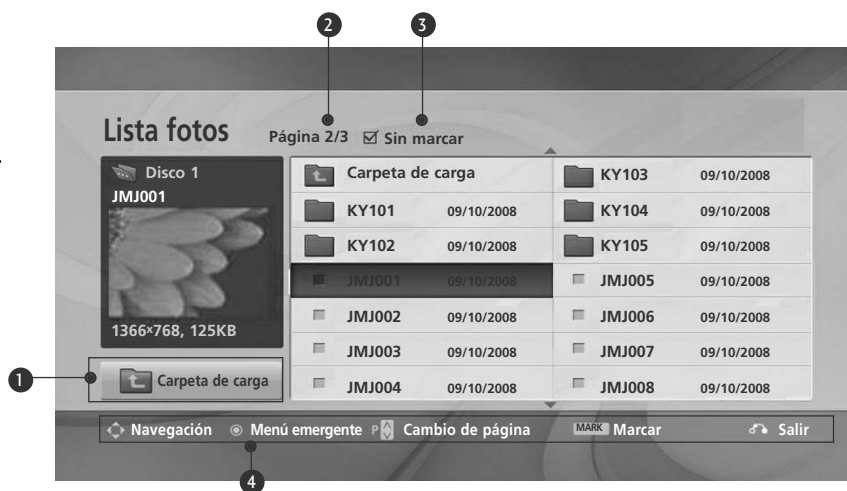 2 3
Lista fotos Página 2/3 Sin marcar
Disco 1
JMJ001
1366×768, 125KB
1 Carpeta de carga
Carpeta de carga
KY101 09/10/2008
KY102 09/10/2008
JMJ001 09/10/2008
JMJ002 09/10/2008
JMJ003 09/10/2008
JMJ004 09/10/2008
KY103 09/10/2008
KY104 09/10/2008
KY105 09/10/2008
JMJ005 09/10/2008
JMJ006 09/10/2008
JMJ007 09/10/2008
JMJ008 09/10/2008
Navegación Menú emergente P Cambio de página MARK Marcar Salir
4